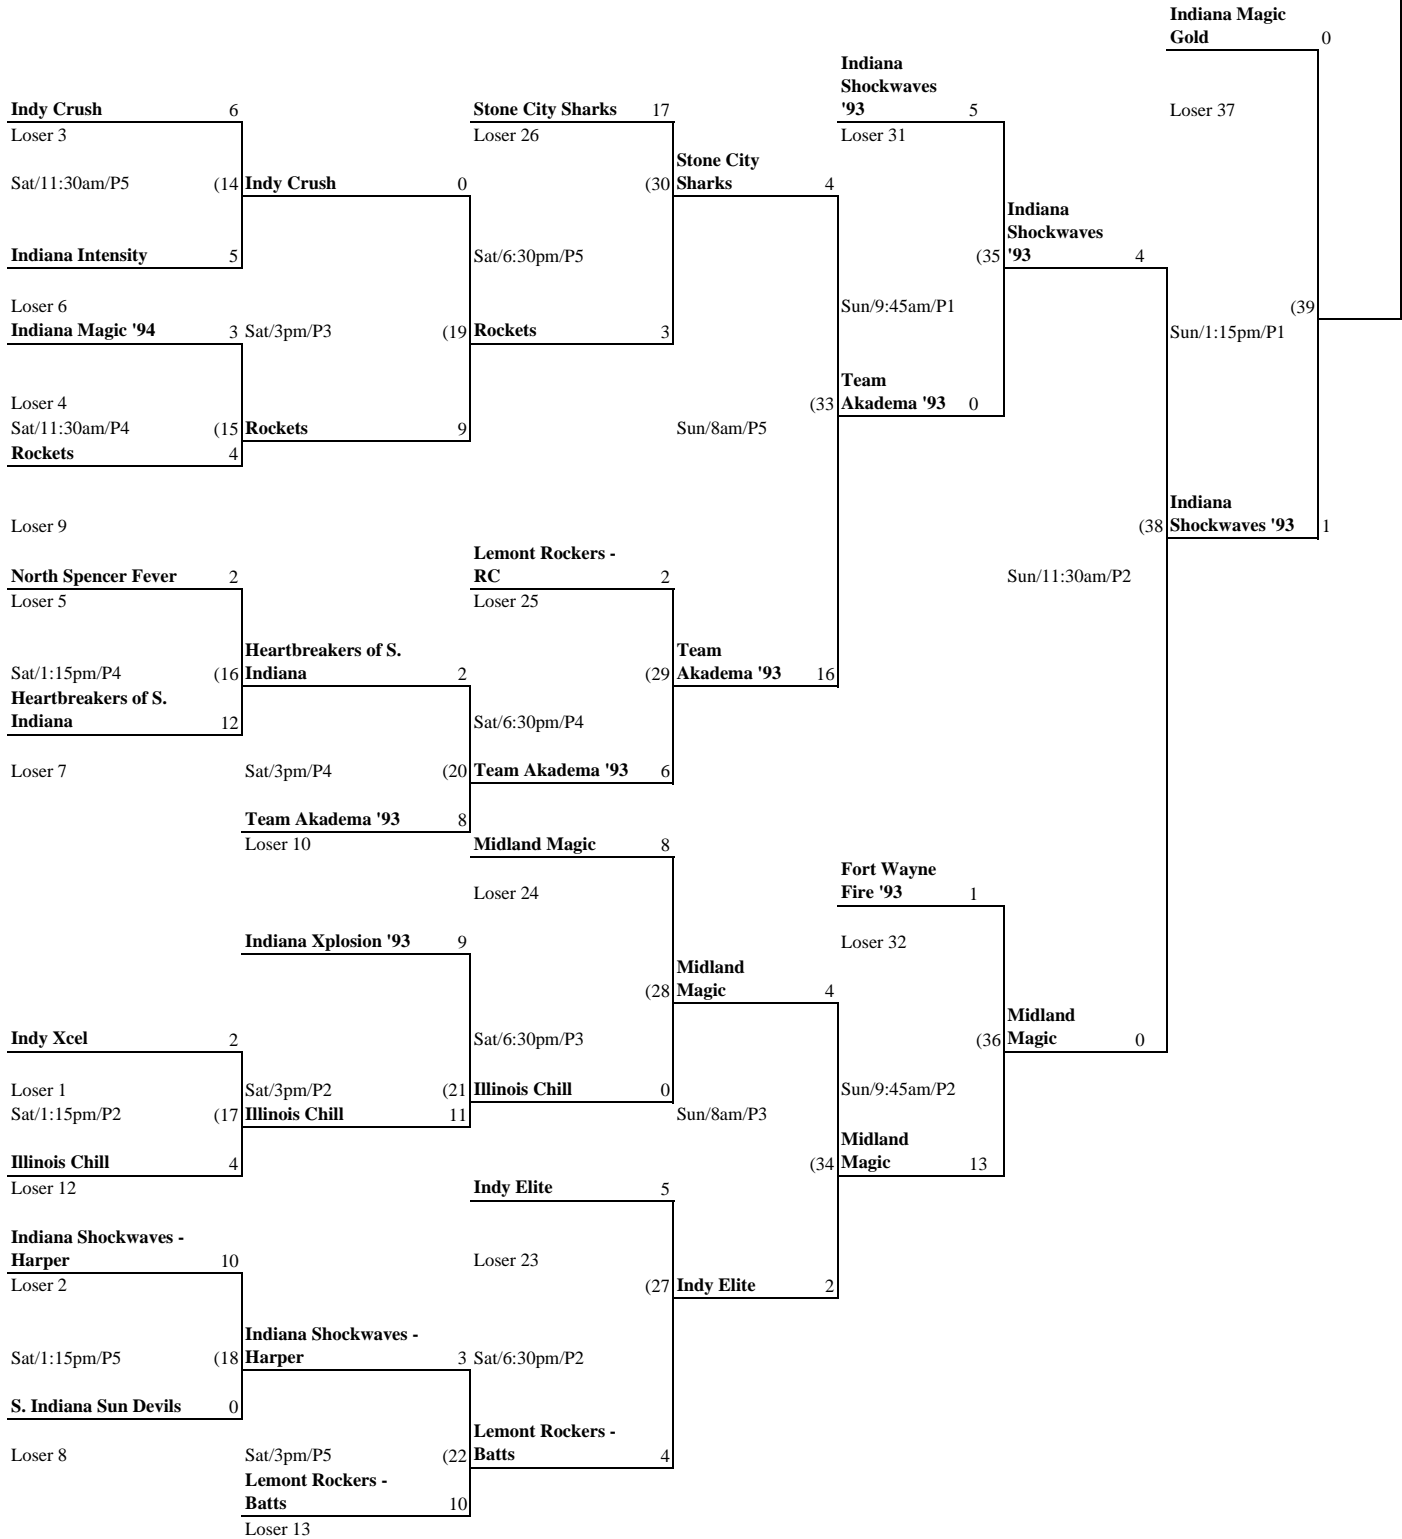 Indiana Magic
Gold 0
Indiana
Shockwaves
'93 5
Indy Crush 6
Stone City Sharks 17
Loser 37
Loser 3
Loser 26
Loser 31
Stone City
Sharks 4
Sat/11:30am/P5
(14 Indy Crush 0
(30
Indiana
Shockwaves
'93 4
Indiana Intensity 5
Sat/6:30pm/P5
(35
Loser 6
Sun/9:45am/P1
(39
Indiana Magic '94 3
Sat/3pm/P3
(19 Rockets 3
Sun/1:15pm/P1
Team
Akadema '93 0
Loser 4
(33
Sat/11:30am/P4
(15 Rockets 9
Sun/8am/P5
Rockets 4
Indiana
Shockwaves '93 1
Loser 9
(38
Lemont Rockers -
RC 2
North Spencer Fever 2
Sun/11:30am/P2
Loser 5
Loser 25
Heartbreakers of S.
Indiana 2
Team
Akadema '93 16
Sat/1:15pm/P4
(16
(29
Heartbreakers of S.
Indiana 12
Sat/6:30pm/P4
Loser 7
Sat/3pm/P4
(20 Team Akadema '93 6
Team Akadema '93 8
Loser 10
Midland Magic 8
Fort Wayne
Fire '93 1
Loser 24
Indiana Xplosion '93 9
Loser 32
Midland
Magic 4
(28
Midland
Magic 0
Indy Xcel 2
Sat/6:30pm/P3
(36
Loser 1
Sat/3pm/P2
(21 Illinois Chill 0
Sun/9:45am/P2
Sat/1:15pm/P2
(17 Illinois Chill 11
Sun/8am/P3
Midland
Magic 13
Illinois Chill 4
(34
Loser 12
Indy Elite 5
Indiana Shockwaves -
Harper 10
Loser 23
Loser 2
(27 Indy Elite 2
Indiana Shockwaves -
Harper 3
Sat/1:15pm/P5
(18
Sat/6:30pm/P2
S. Indiana Sun Devils 0
Lemont Rockers -
Batts 4
Loser 8
Sat/3pm/P5
(22
Lemont Rockers -
Batts 10
Loser 13